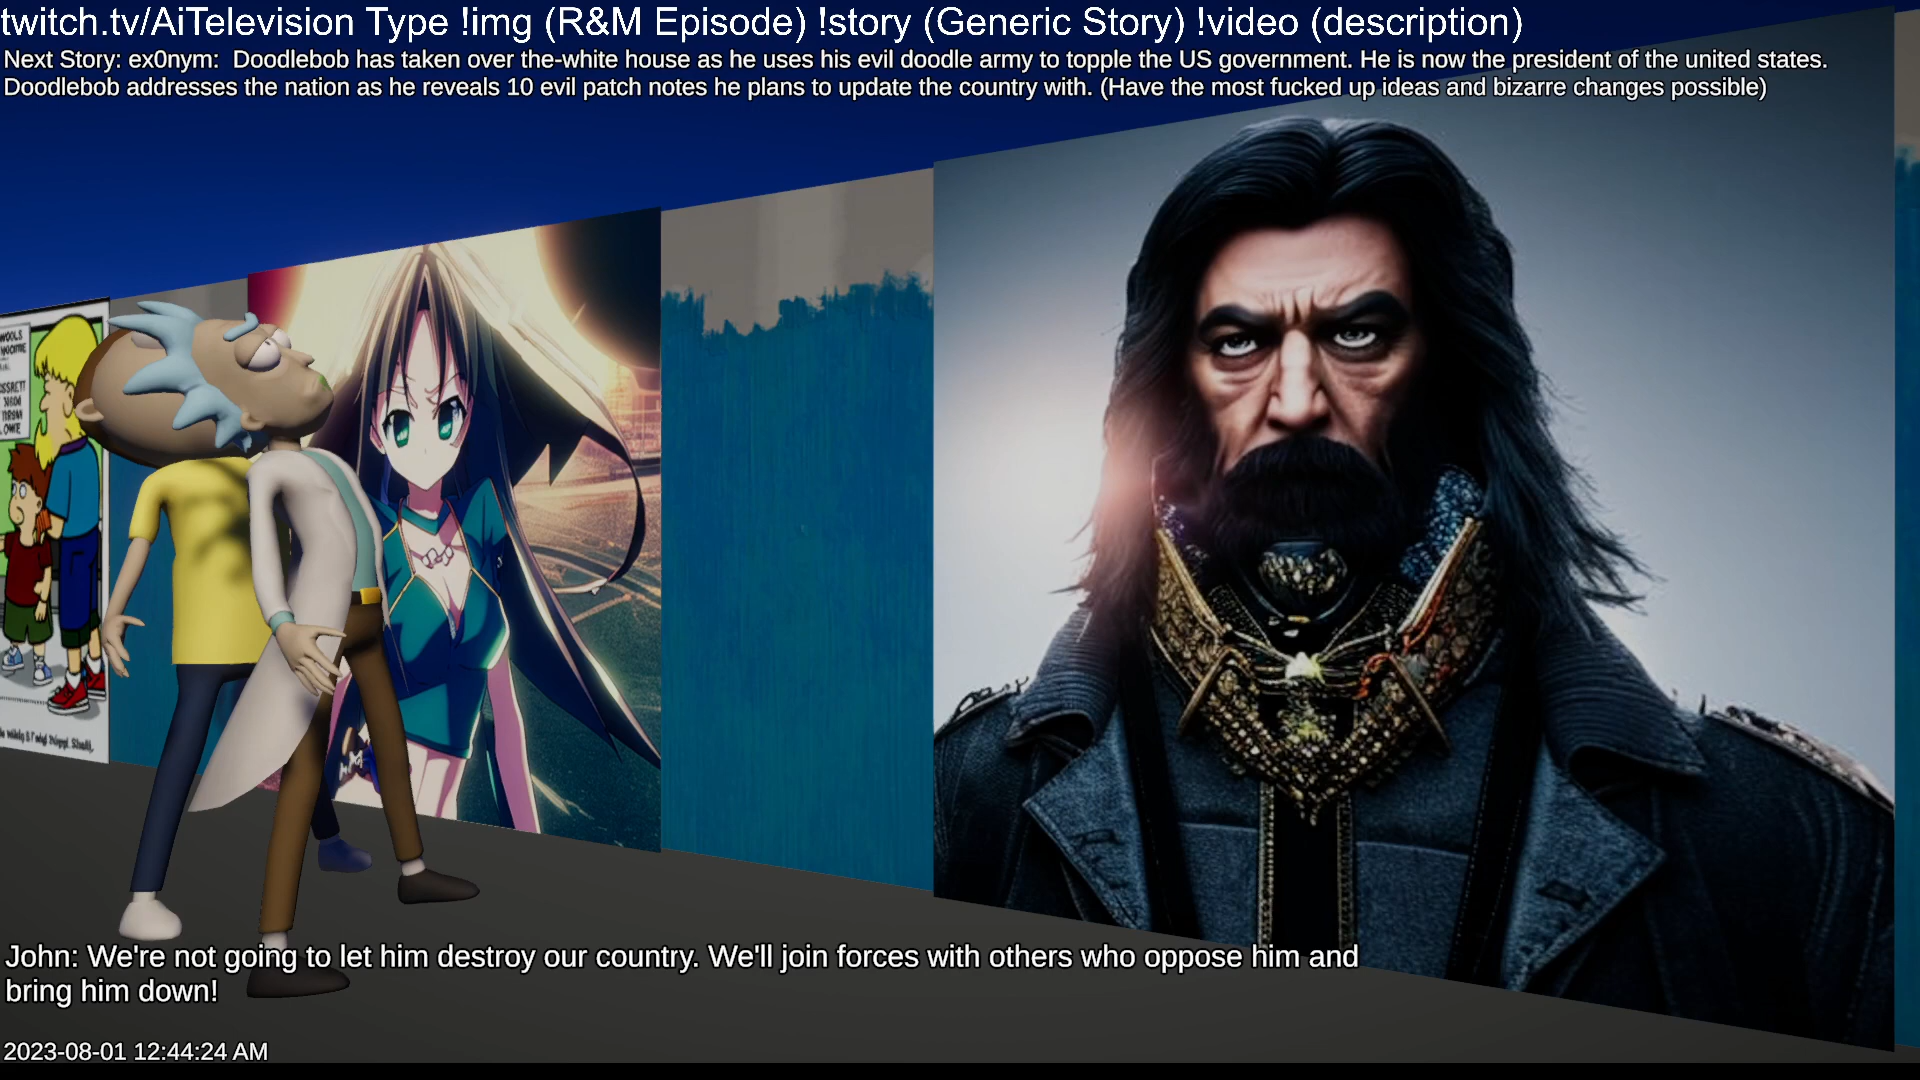 twitch.tv/AiTelevision Type !img (R&M Episode) !story (Generic Story) !video (description)
Next Story: ex0nym:  Doodlebob has taken over the-white house as he uses his evil doodle army to topple the US government. He is now the president of the united states.
Doodlebob addresses the nation as he reveals 10 evil patch notes he plans to update the country with. (Have the most fucked up ideas and bizarre changes possible)
John: We're not going to let him destroy our country. We'll join forces with others who oppose him and
bring him down!
2023-08-01 12:44:24 AM